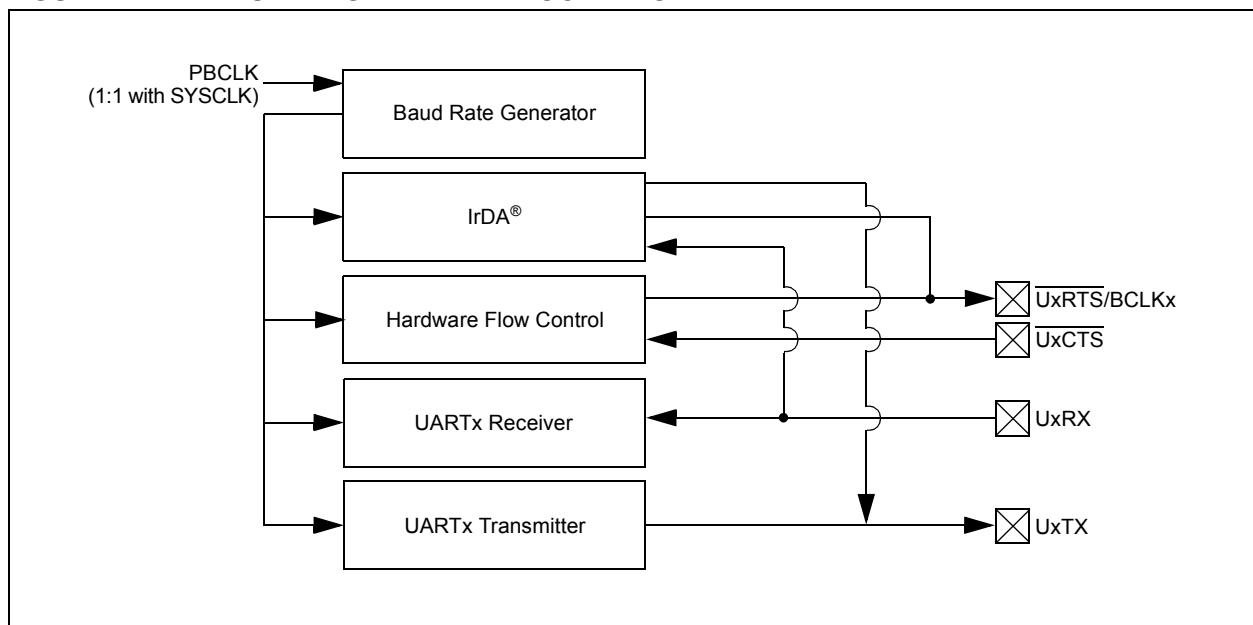 PBCLK
(1:1 with SYSCLK)
Baud Rate Generator
IrDA®
Hardware Flow Control
UxRTS/BCLKx
UxCTS
UARTx Receiver
UxRX
UARTx Transmitter
UxTX